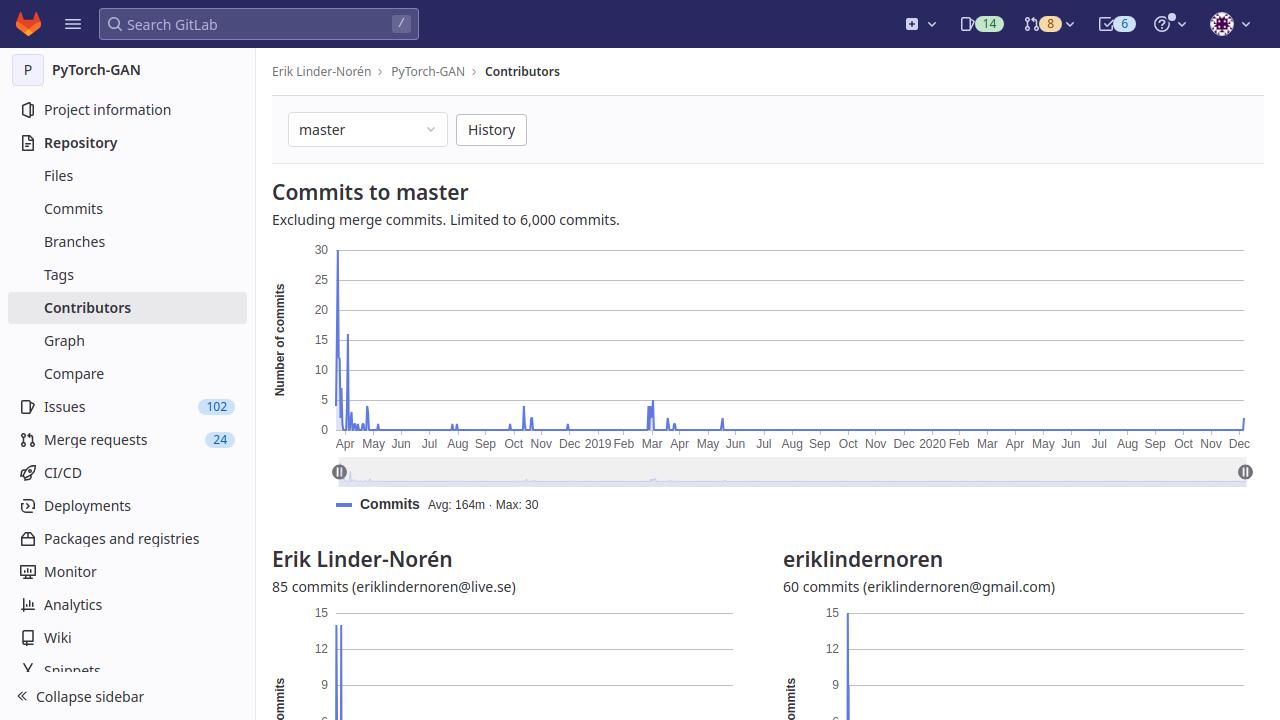 Search GitLab
/
14
8
6
P
PyTorch-GAN
Project information
Repository
Files
Commits
Branches
Tags
Contributors
Graph
Compare
Issues
102
Merge requests
24
CI/CD
Deployments
Packages and registries
Monitor
Analytics
Wiki
Snippets
Collapse sidebar
Erik Linder-Norén
PyTorch-GAN
Contributors
master
History
Commits to master
Excluding merge commits. Limited to 6,000 commits.
Number of commits
30
25
20
15
10
5
0
Apr May Jun Jul Aug Sep Oct Nov Dec 2019 Feb Mar Apr May Jun Jul Aug Sep Oct Nov Dec 2020 Feb Mar Apr May Jun Jul Aug Sep Oct Nov Dec
Commits Avg: 164m · Max: 30
Erik Linder-Norén
85 commits (eriklindernoren@live.se)
15
12
9
eriklindernoren
60 commits (eriklindernoren@gmail.com)
15
12
9